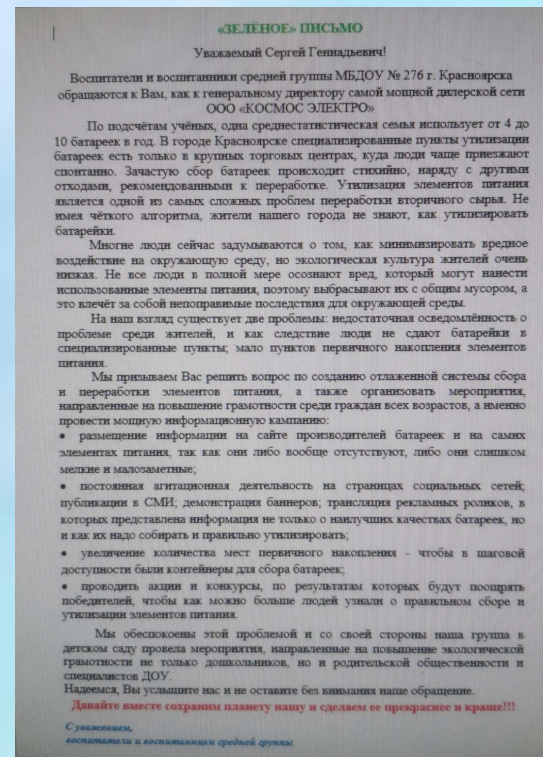 «ЗЕЛЁНОЕ» ПИСЬМО
Уважаемый Сергей Геннадьевич!
Воспитатели и воспитанники средней группы МБДОУ № 276 г. Красноярска
обращаются к Вам, как к генеральному директору самой мощной дилерской сети
ООО «КОСМОС ЭЛЕКТРО»
По подсчётам учёных, одна среднестатистическая семья использует от 4 до
10 батареек в год. В городе Красноярске специализированные пункты утилизации
батареек есть только в крупных торговых центрах, куда люди чаще приезжают
спонтанно. Зачастую сбор батареек происходит стихийно, наряду с другими
отходами, рекомендованными к переработке. Утилизация элементов питания
является одной из самых сложных проблем переработки вторичного сырья. Не
имея чёткого алгоритма, жители нашего города не знают, как утилизировать
батарейки.
Многие люди сейчас задумываются о том, как минимизировать вредное
воздействие на окружающую среду, но экологическая культура жителей очень
низкая. Не все люди в полной мере осознают вред, который могут нанести
использованные элементы питания, поэтому выбрасывают их с общим мусором, а
это влечёт за собой непоправимые последствия для окружающей среды.
На наш взгляд существует две проблемы: недостаточная осведомлённость о
проблеме среди жителей, и как следствие люди не сдают батарейки в
специализированные пункты; мало пунктов первичного накопления элементов
питания.
Мы призываем Вас решить вопрос по созданию отлаженной системы сбора
и переработки элементов питания, а также организовать мероприятия,
направленные на повышение грамотности среди граждан всех возрастов, а именно
провести мощную информационную кампанию:
• размещение информации на сайте производителей батареек и на самих
элементах питания, так как они либо вообще отсутствуют, либо они слишком
мелкие и малозаметные;
• постоянная агитационная деятельность на страницах социальных сетей;
публикации в СМИ; демонстрация баннеров; трансляция рекламных роликов, в
которых представлена информация не только о наилучших качествах батареек, но
и как их надо собирать и правильно утилизировать;
• увеличение количества мест первичного накопления - чтобы в шаговой
доступности были контейнеры для сбора батареек;
• проводить акции и конкурсы, по результатам которых будут поощрять
победителей, чтобы как можно больше людей узнали о правильном сборе и
утилизации элементов питания.
Мы обеспокоены этой проблемой и со своей стороны наша группа в
детском саду провела мероприятия, направленные на повышение экологической
грамотности не только дошкольников, но и родительской общественности и
специалистов ДОУ.
Надеемся, Вы услышите нас и не оставите без внимания наше обращение.
Давайте вместе сохраним планету нашу и сделаем ее прекраснее и краше!!!
С уважением,
воспитатели и воспитанники средней группы